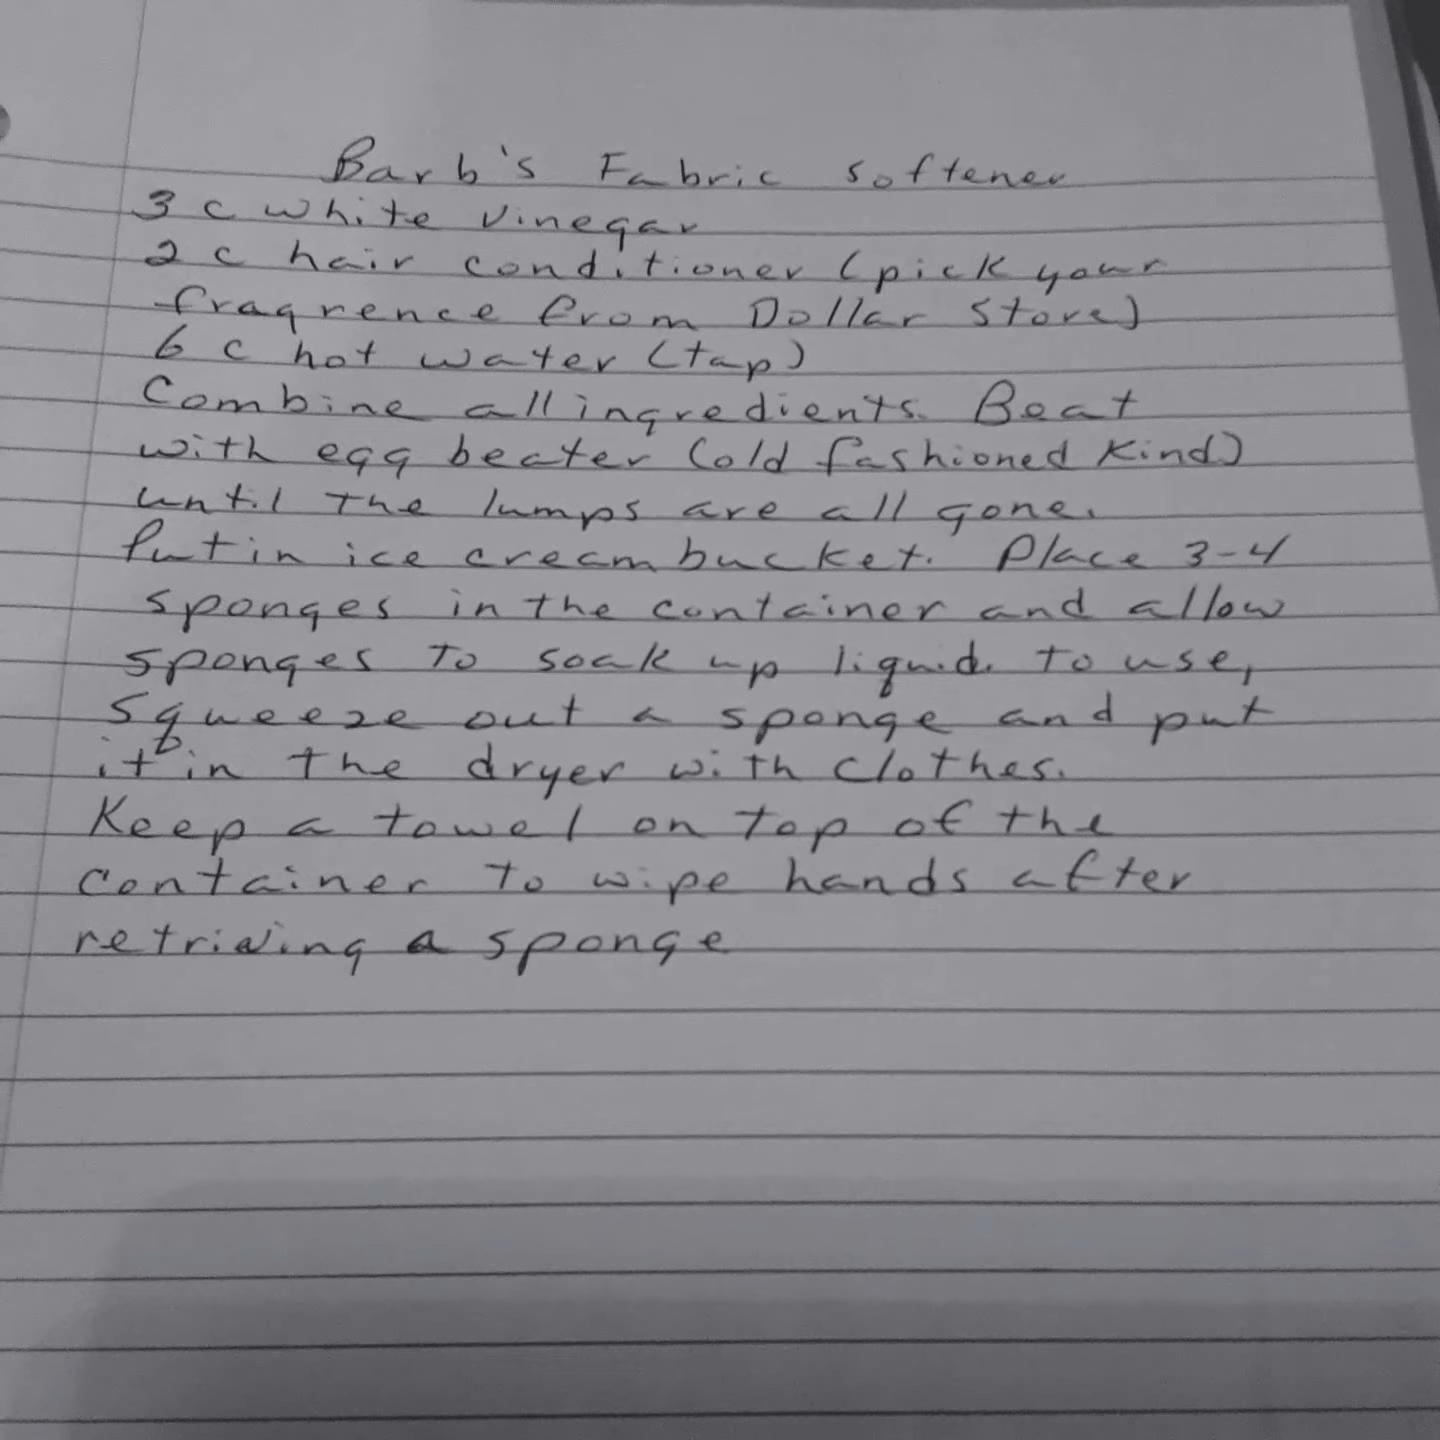 Barb's Fabric Softener
3 c white vinegar
2 c hair conditioner (pick your
fragrence from Dollar Store)
6 c hot water (tap)
Combine all ingredients. Beat
with egg beater (old fashioned kind)
until the lumps are all gone.
Put in ice cream bucket. Place 3-4
sponges in the container and allow
sponges to soak up liquid. To use,
squeeze out a sponge and put
it in the dryer with clothes.
Keep a towel on top of the
container to wipe hands after
retriving a sponge